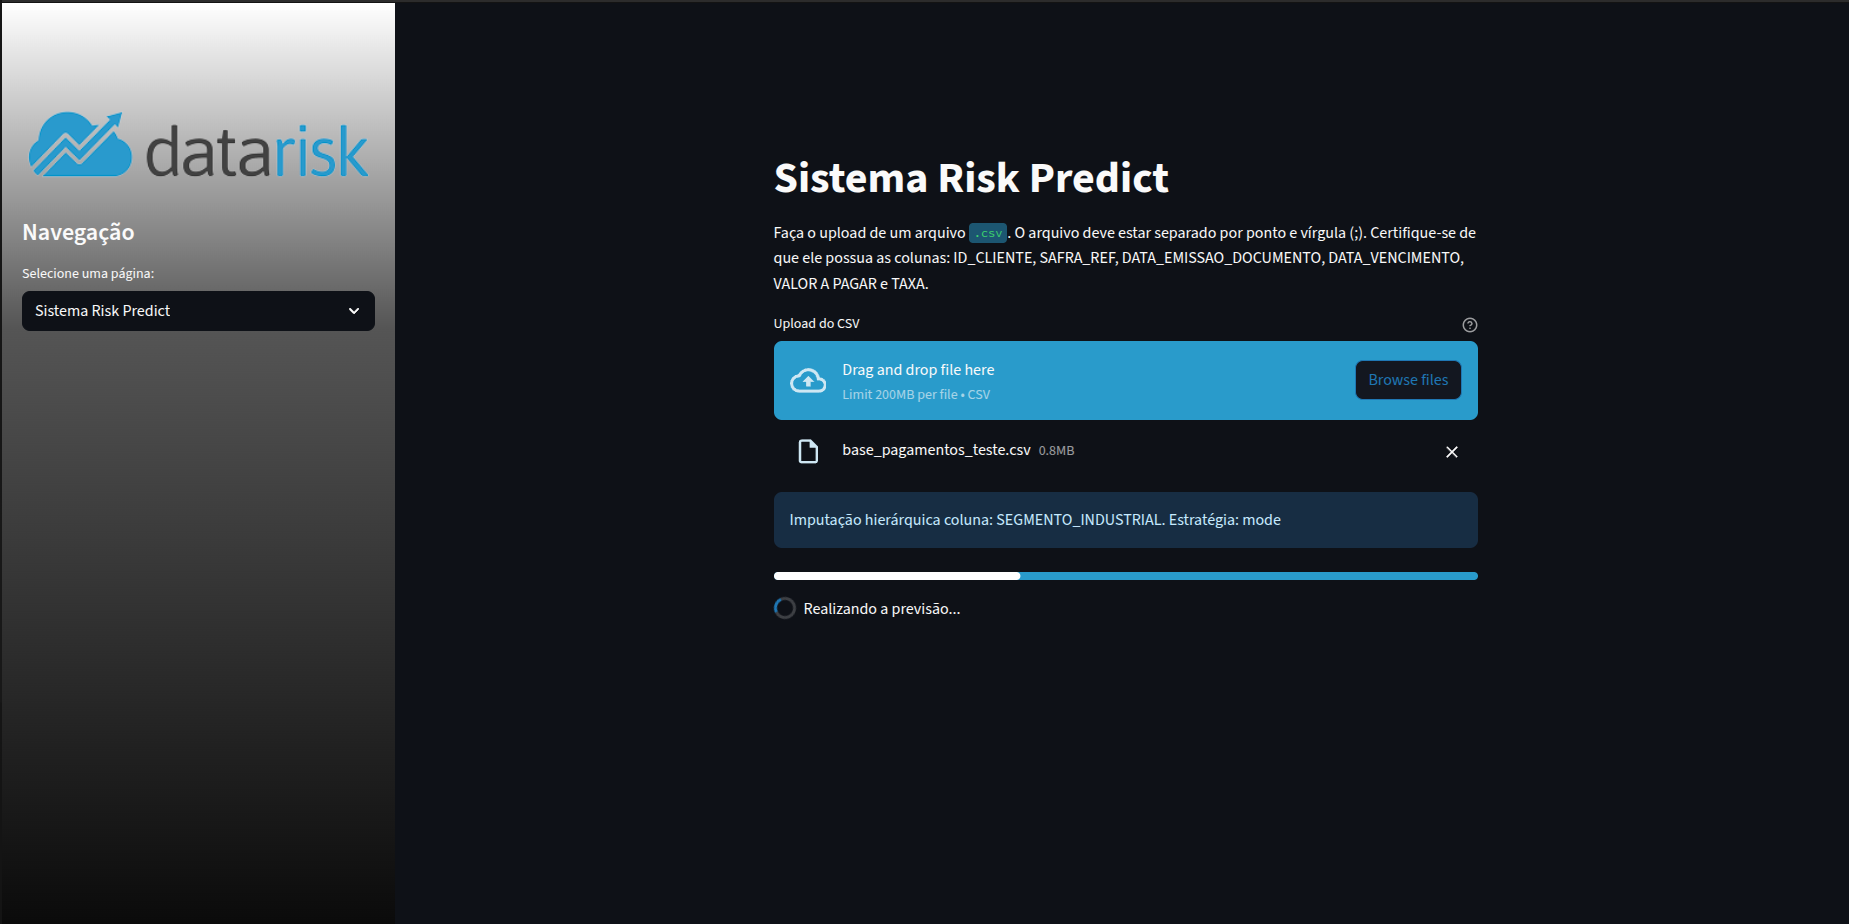 datarisk
Navegação
Selecione uma página:
Sistema Risk Predict
Sistema Risk Predict
Faça o upload de um arquivo .csv. O arquivo deve estar separado por ponto e vírgula (;). Certifique-se de
que ele possua as colunas: ID_CLIENTE, SAFRA_REF, DATA_EMISSAO_DOCUMENTO, DATA_VENCIMENTO,
VALOR A PAGAR e TAXA.
Upload do CSV
Drag and drop file here
Limit 200MB per file • CSV
Browse files
base_pagamentos_teste.csv 0.8MB
Imputação hierárquica coluna: SEGMENTO_INDUSTRIAL. Estratégia: mode
Realizando a previsão...